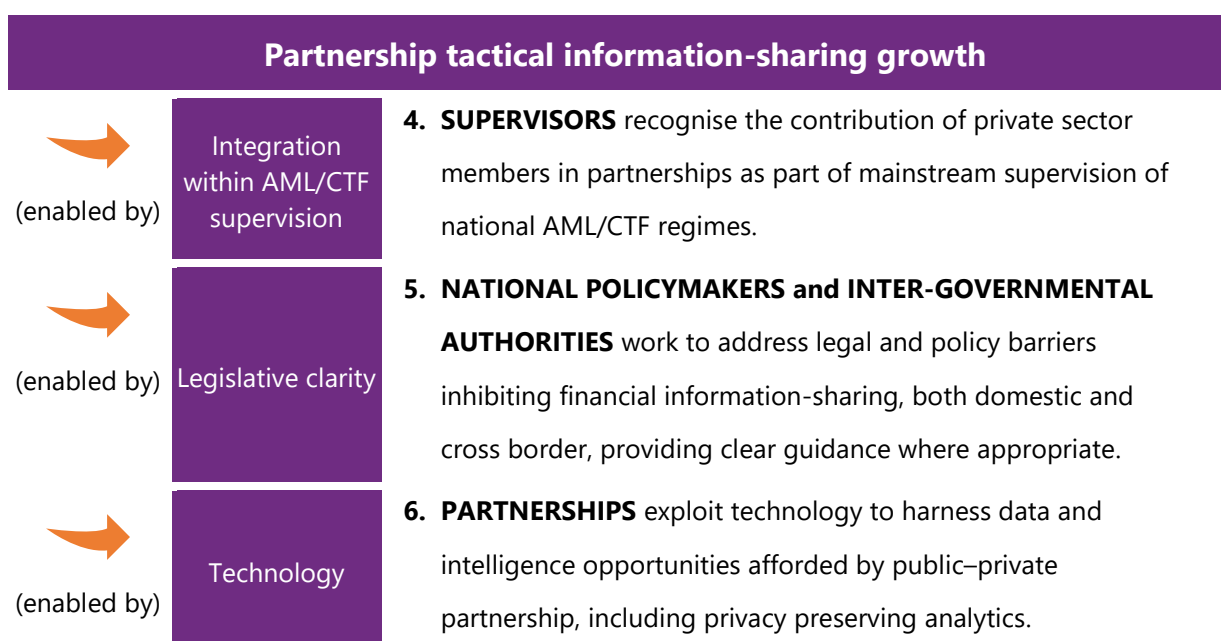 Partnership tactical information-sharing growth
(enabled by)
Integration
within AML/CTF
supervision
4. SUPERVISORS recognise the contribution of private sector
members in partnerships as part of mainstream supervision of
national AML/CTF regimes.
(enabled by)
Legislative clarity
5. NATIONAL POLICYMAKERS and INTER-GOVERNMENTAL
AUTHORITIES work to address legal and policy barriers
inhibiting financial information-sharing, both domestic and
cross border, providing clear guidance where appropriate.
(enabled by)
Technology
6. PARTNERSHIPS exploit technology to harness data and
intelligence opportunities afforded by public–private
partnership, including privacy preserving analytics.